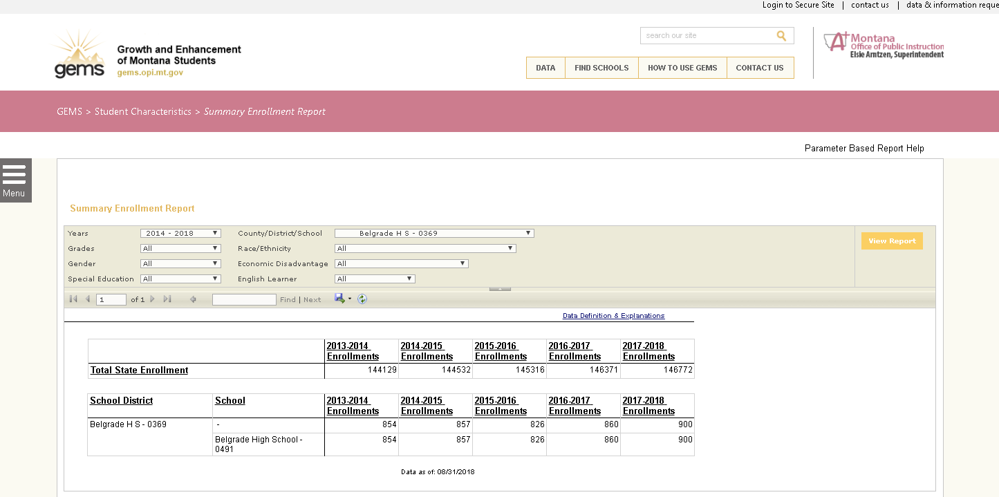 Login to Secure Site | contact us | data & information reque
search our site
gems
Growth and Enhancement
of Montana Students
gems.opi.mt.gov
Montana
Office of Public Instruction
Elsie Arntzen, Superintendent
DATA FIND SCHOOLS HOW TO USE GEMS CONTACT US
GEMS > Student Characteristics > Summary Enrollment Report
Parameter Based Report Help
Menu
Summary Enrollment Report
Years 2014 - 2018 County/District/School Belgrade H S - 0369
View Report
Grades All Race/Ethnicity All
Gender All Economic Disadvantage All
Special Education All English Learner All
1 of 1 Find | Next
Data Definition & Explanations
2013-2014 2014-2015 2015-2016 2016-2017 2017-2018
Enrollments Enrollments Enrollments Enrollments Enrollments
Total State Enrollment 144129 144532 145316 146371 146772
School District School 2013-2014 2014-2015 2015-2016 2016-2017 2017-2018
Enrollments Enrollments Enrollments Enrollments Enrollments
Belgrade H S - 0369 - 854 857 826 860 900
Belgrade High School - 854 857 826 860 900
0491
Data as of: 08/31/2018